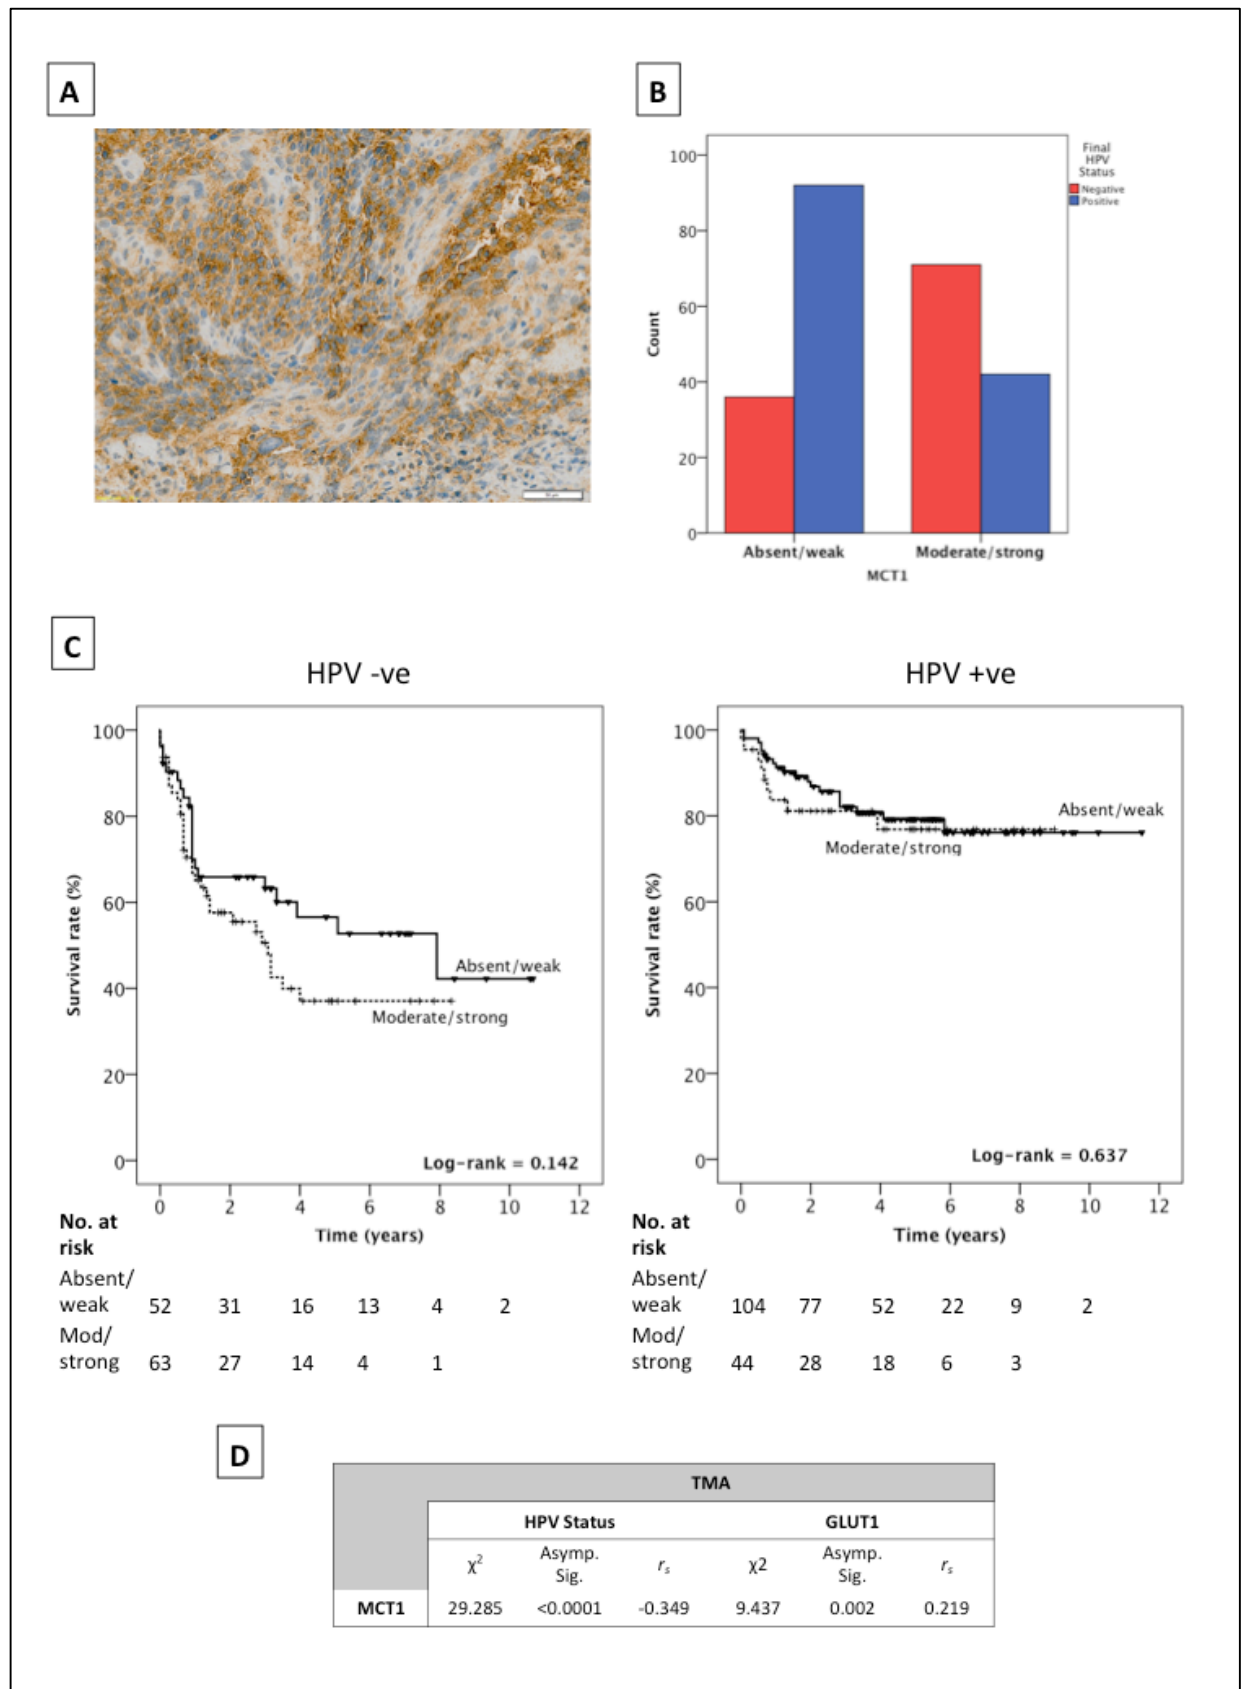 A
B
Final
HPV
Status
Negative
Positive
100
80
60
40
20
0
Count
Absent/weak Moderate/strong
MCT1
C
HPV -ve
HPV +ve
100
80
60
40
20
0
Survival rate (%)
Absent/weak
Moderate/strong
Log-rank = 0.142
0 2 4 6 8 10 12
Time (years)
100
80
60
40
20
0
Survival rate (%)
Absent/weak
Moderate/strong
Log-rank = 0.637
0 2 4 6 8 10 12
Time (years)
No. at
risk
Absent/
weak 52 31 16 13 4 2
Mod/
strong 63 27 14 4 1
No. at
risk
Absent/
weak 104 77 52 22 9 2
Mod/
strong 44 28 18 6 3
D
TMA
HPV Status GLUT1
χ² Asymp. Sig. rₛ χ2 Asymp. Sig. rₛ
MCT1 29.285 <0.0001 -0.349 9.437 0.002 0.219